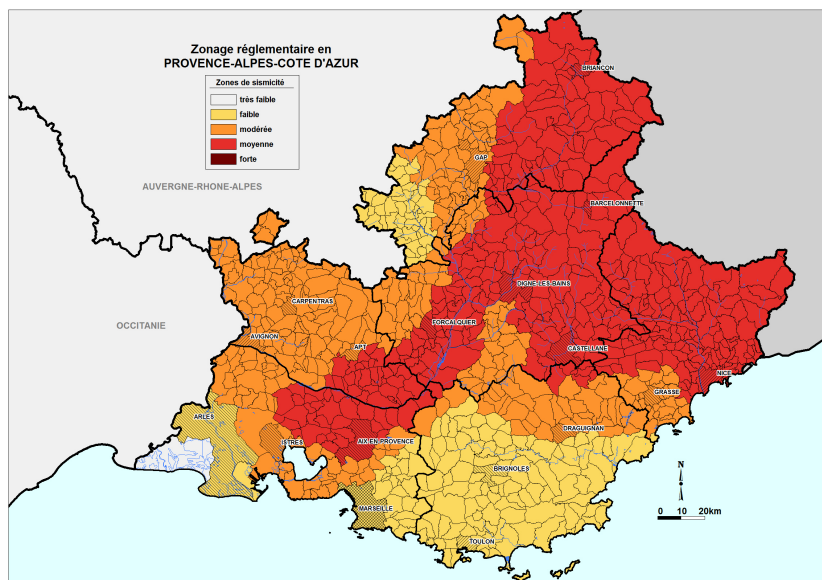 Zonage réglementaire en
PROVENCE-ALPES-COTE D'AZUR
Zones de sismicité
très faible
faible
modérée
moyenne
forte
BRIANÇON
GAP
AUVERGNE-RHONE-ALPES
BARCELONNETTE
DIGNE-LES-BAINS
CARPENTRAS
OCCITANIE
FORCALQUIER
AVIGNON
APT
CASTELLANE
NICE
GRASSE
ARLES
DRAGUIGNAN
ISTRES
AIX-EN-PROVENCE
BRIGNOLES
N
MARSEILLE
0 10 20km
TOULON